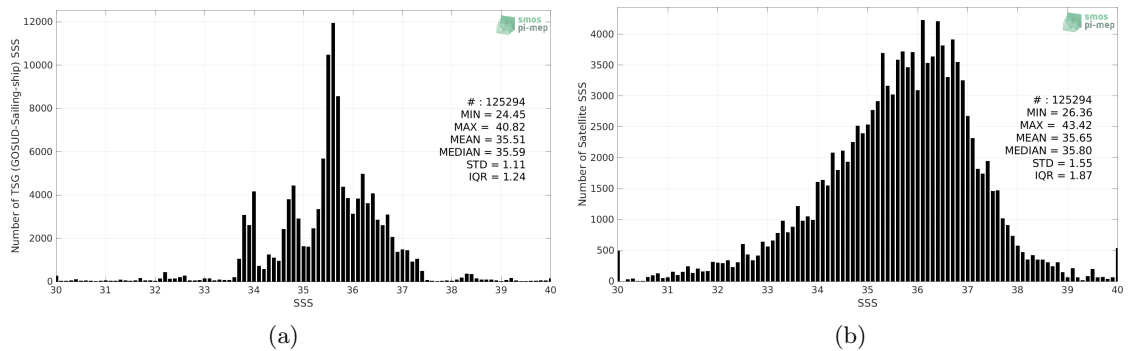 12000
10000
8000
6000
4000
2000
0
Number of TSG (GOSUD-Sailing-ship) SSS
smos
pi-mep
# : 125294
MIN = 24.45
MAX = 40.82
MEAN = 35.51
MEDIAN = 35.59
STD = 1.11
IQR = 1.24
30 31 32 33 34 35 36 37 38 39 40
SSS
(a)
4000
3500
3000
2500
2000
1500
1000
500
0
Number of Satellite SSS
smos
pi-mep
# : 125294
MIN = 26.36
MAX = 43.42
MEAN = 35.65
MEDIAN = 35.80
STD = 1.55
IQR = 1.87
30 31 32 33 34 35 36 37 38 39 40
SSS
(b)